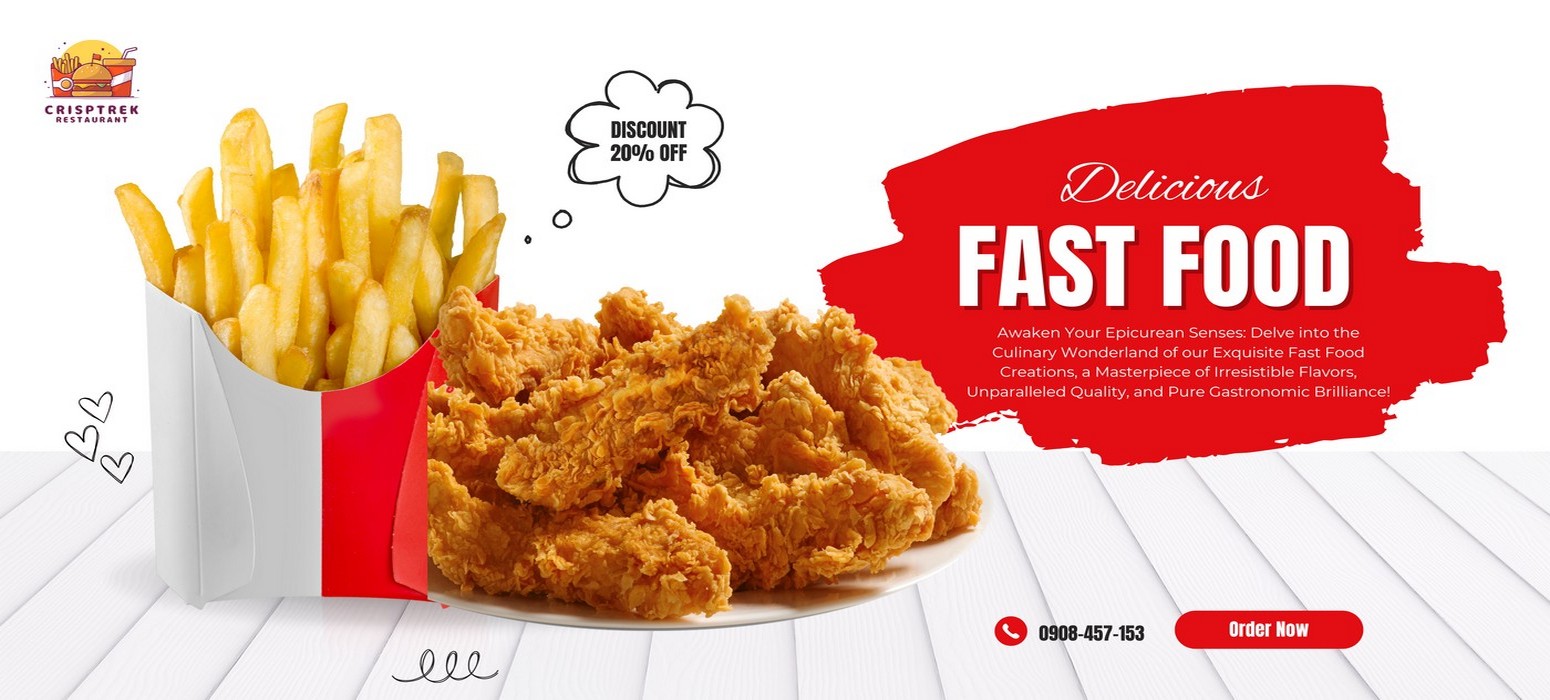 CRISPTREK
RESTAURANT
DISCOUNT
20% OFF
Delicious
FAST FOOD
Awaken Your Epicurean Senses: Delve into the
Culinary Wonderland of our Exquisite Fast Food
Creations, a Masterpiece of Irresistible Flavors,
Unparalleled Quality, and Pure Gastronomic Brilliance!
0908-457-153
Order Now